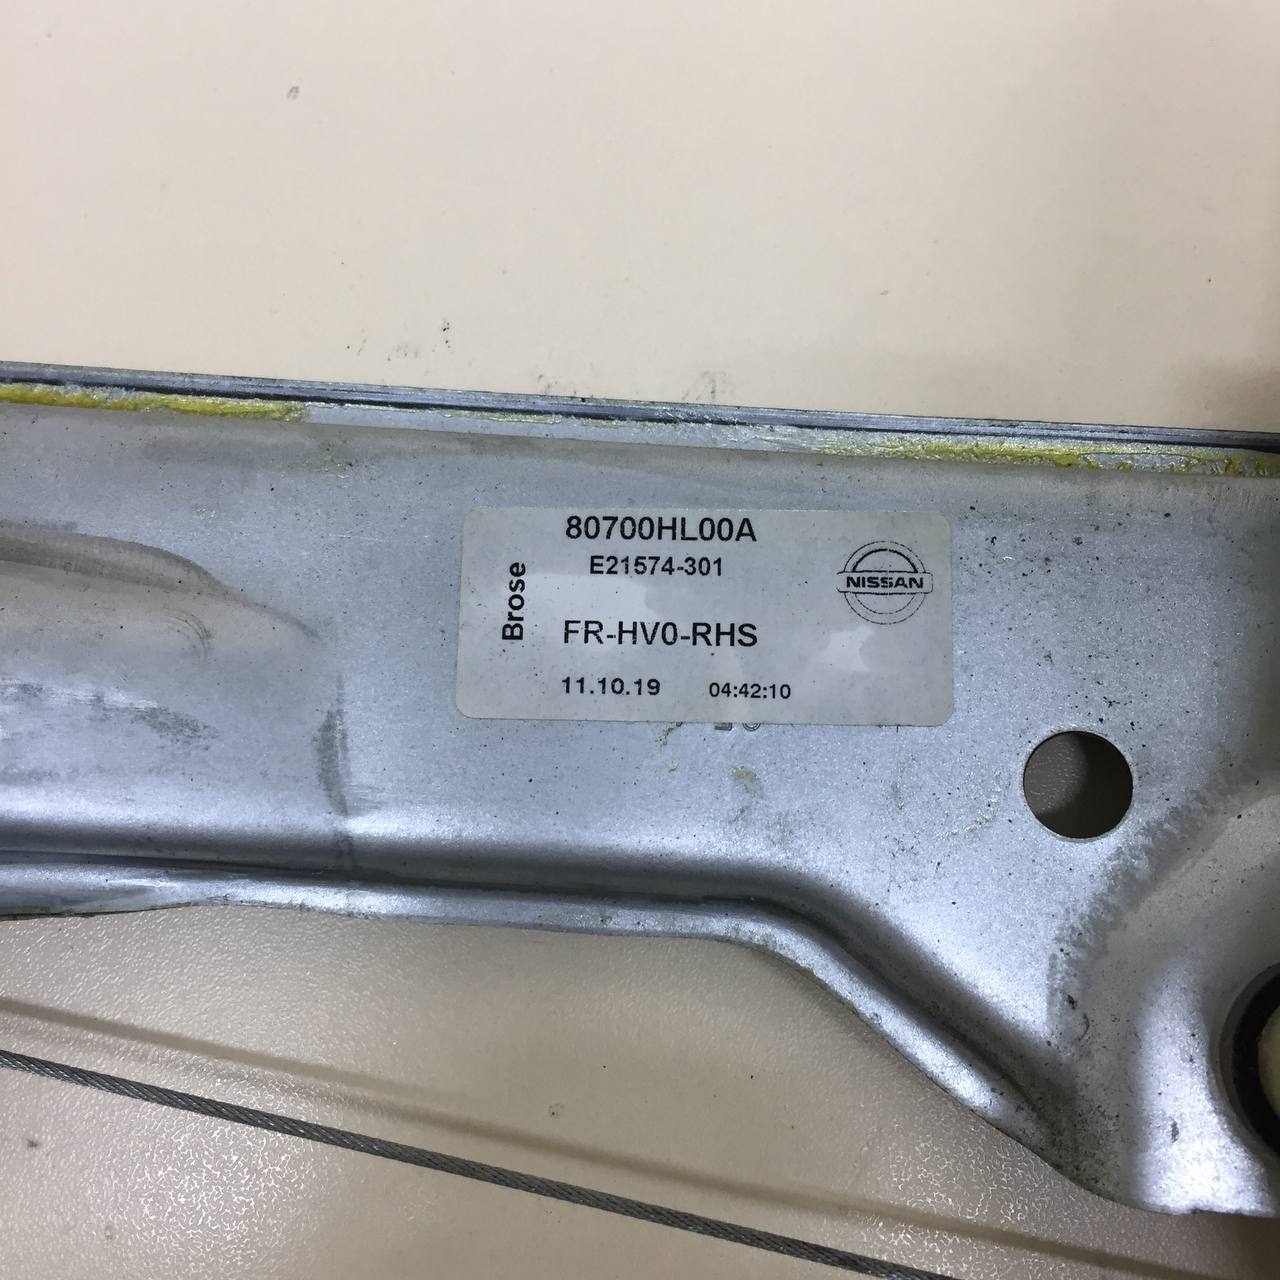 80700HL00A
E21574-301
Brose
NISSAN
FR-HV0-RHS
11.10.19 04:42:10